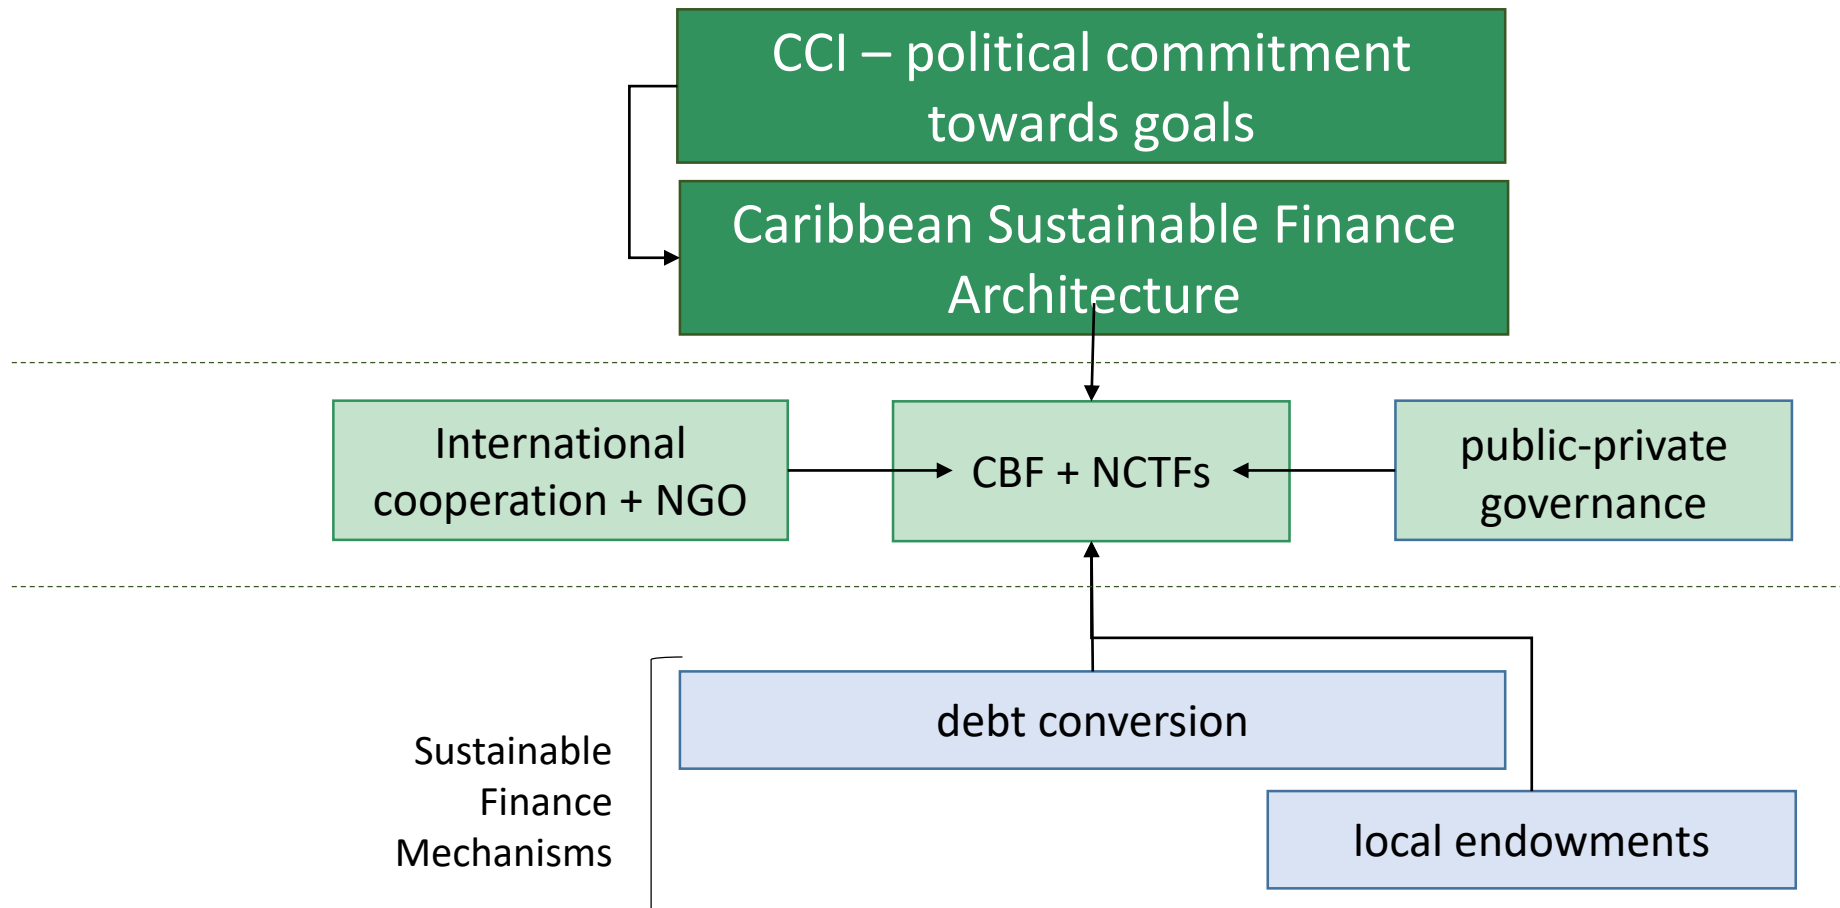 CCI – political commitment
towards goals
Caribbean Sustainable Finance
Architecture
International
cooperation + NGO
CBF + NCTFs
public-private
governance
debt conversion
Sustainable
Finance
Mechanisms
local endowments